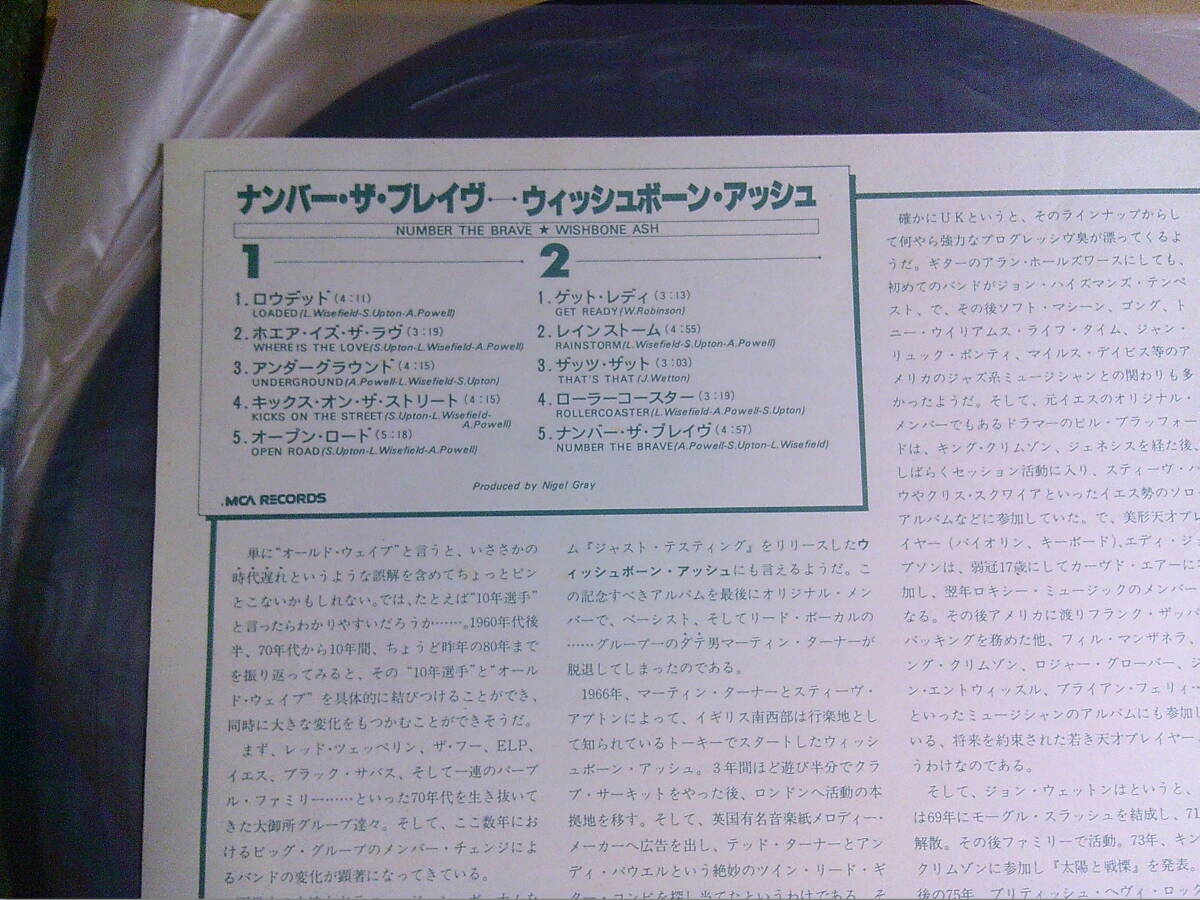 ナンバー・ザ・ブレイヴ──ウィッシュボーン・アッシュ
NUMBER THE BRAVE ★ WISHBONE ASH
1
1. ロウデッド(4:11)
LOADED(L.Wisefield-S.Upton-A.Powell)
2. ホエア・イズ・ザ・ラヴ(3:19)
WHERE IS THE LOVE(S.Upton-L.Wisefield-A.Powell)
3. アンダーグラウンド(4:15)
UNDERGROUND(A.Powell-L.Wisefield-S.Upton)
4. キックス・オン・ザ・ストリート(4:15)
KICKS ON THE STREET(S.Upton-L.Wisefield-
A.Powell)
5. オープン・ロード(5:18)
OPEN ROAD(S.Upton-L.Wisefield-A.Powell)
2
1. ゲット・レディ(3:13)
GET READY(W.Robinson)
2. レインストーム(4:55)
RAINSTORM(L.Wisefield-S.Upton-A.Powell)
3. ザッツ・ザット(3:03)
THAT'S THAT(J.Wetton)
4. ローラーコースター(3:19)
ROLLERCOASTER(L.Wisefield-A.Powell-S.Upton)
5. ナンバー・ザ・ブレイヴ(4:57)
NUMBER THE BRAVE(A.Powell-S.Upton-L.Wisefield)
Produced by Nigel Gray
MCA RECORDS
単に"オールド・ウェイブ"と言うと、いささかの
時代遅れというような誤解を含めてちょっとピン
とこないかもしれない。では、たとえば"10年選手"
と言ったらわかりやすいだろうか……。1960年代後
半、70年代から10年間、ちょうど昨年の80年まで
を振り返ってみると、その"10年選手"と"オール
ド・ウェイブ"を具体的に結びつけることができ、
同時に大きな変化をもつかむことができそうだ。
まず、レッド・ツェッペリン、ザ・フー、ELP、
イエス、ブラック・サバス、そして一連のパープ
ル・ファミリー……といった70年代を生き抜いて
きた大御所グループ達々。そして、ここ数年にお
けるビッグ・グループのメンバー・チェンジによ
るバンドの変化が顕著になってきている。
ム『ジャスト・テスティング』をリリースしたウ
ィッシュボーン・アッシュにも言えるようだ。こ
の記念すべきアルバムを最後にオリジナル・メン
バーで、ベーシスト、そしてリード・ボーカルの
……グループーのダテ男マーティン・ターナーが
脱退してしまったのである。
1966年、マーティン・ターナーとスティーヴ・
アプトンによって、イギリス南西部は行楽地とし
て知られているトーキーでスタートしたウィッシ
ュボーン・アッシュ。3年間ほど遊び半分でクラ
ブ・サーキットをやった後、ロンドンへ活動の本
拠地を移す。そして、英国有名音楽紙メロディー・
メーカーへ広告を出し、テッド・ターナーとアン
ディ・パウエルという絶妙のツイン・リード・ギ
ター・コンビを探し当てたというわけである。そ
確かにUKというと、そのラインナップからし
て何やら強力なプログレッシヴ臭が漂ってくるよ
うだ。ギターのアラン・ホールズワースにしても、
初めてのバンドがジョン・ハイズマンズ・テンペ
スト、で、その後ソフト・マシーン、ゴング、ト
ニー・ウイリアムス・ライフ・タイム、ジャン・
リュック・ポンティ、マイルス・デイビス等のア
メリカのジャズ系ミュージシャンとの関わりも多
かったようだ。そして、元イエスのオリジナル・
メンバーでもあるドラマーのビル・ブラッフォー
ドは、キング・クリムゾン、ジェネシスを経た後、
しばらくセッション活動に入り、スティーヴ・ハ
ウやクリス・スクワイアといったイエス勢のソロ
アルバムなどに参加していた。で、美形天才プレ
イヤー（バイオリン、キーボード）、エディ・ジョ
ブソンは、弱冠17歳にしてカーヴド・エアーに
加し、翌年ロキシー・ミュージックのメンバー
なる。その後アメリカに渡りフランク・ザッパ
バッキングを務めた他、フィル・マンザネラ、
ング・クリムゾン、ロジャー・グローバー、ジ
ン・エントウィッスル、ブライアン・フェリィ
といったミュージシャンのアルバムにも参加し
いる、将来を約束された若き天才プレイヤー
うわけなのである。
そして、ジョン・ウェットンはというと、
は69年にモーグル・スラッシュを結成し、71
解散。その後ファミリーで活動。73年、キン
クリムゾンに参加し『太陽と戦慄』を発表。
後の75年、ブリティッシュ・ヘヴィ・ロック